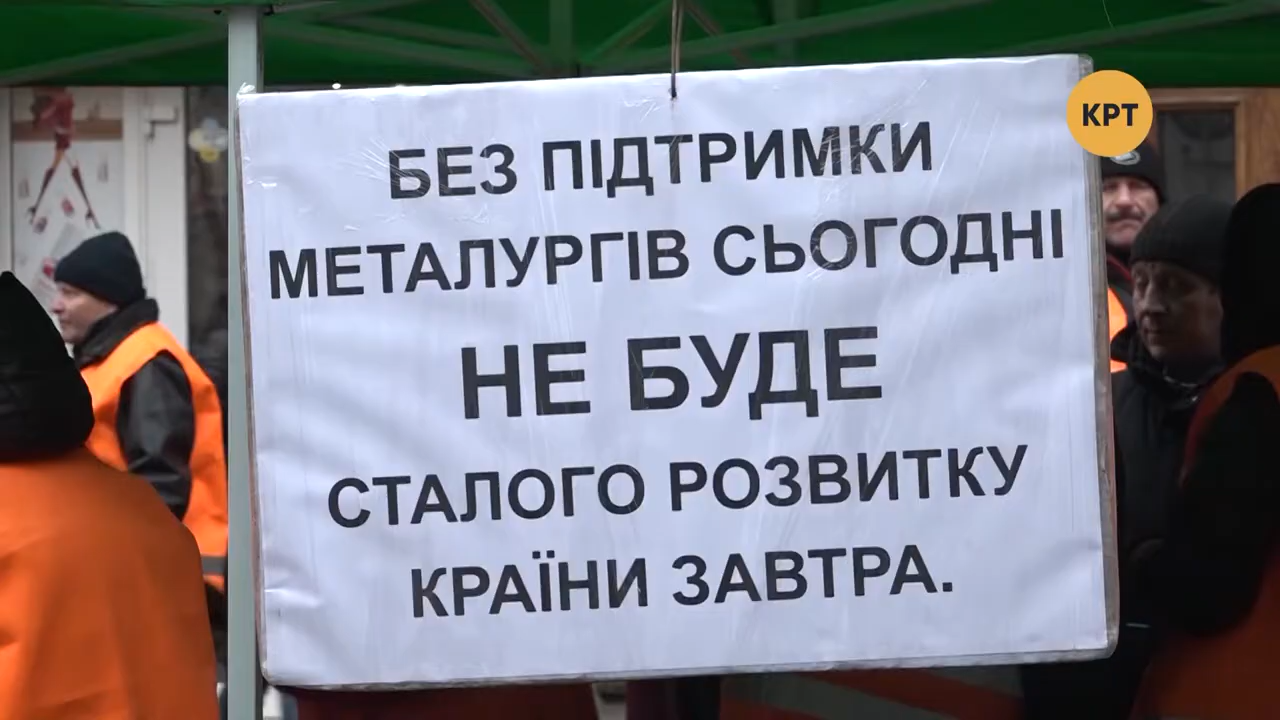 КРТ
БЕЗ ПІДТРИМКИ
МЕТАЛУРГІВ СЬОГОДНІ
НЕ БУДЕ
СТАЛОГО РОЗВИТКУ
КРАЇНИ ЗАВТРА.